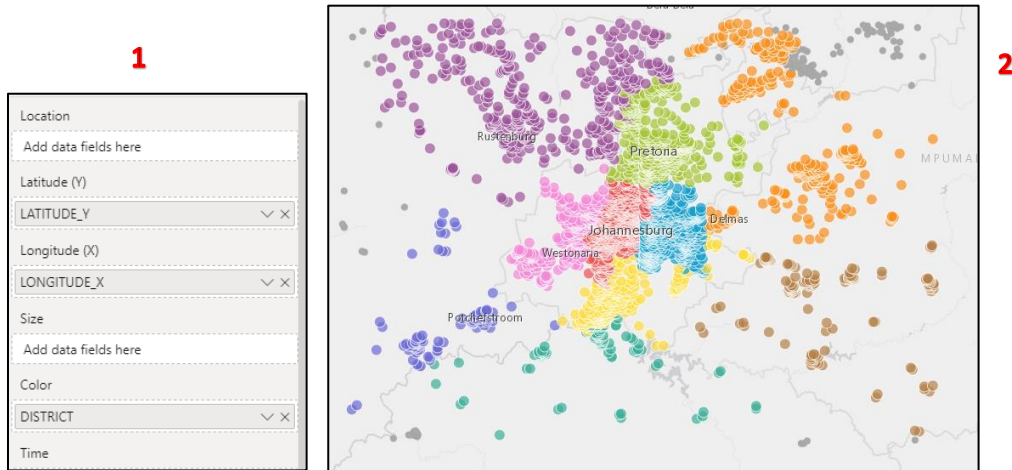 1
2
Location
Add data fields here
Latitude (Y)
LATITUDE_Y
Longitude (X)
LONGITUDE_X
Size
Add data fields here
Color
DISTRICT
Time
Rustenburg
Pretoria
MPUMA
Delmas
Johannesburg
Westonaria
Potchefstroom